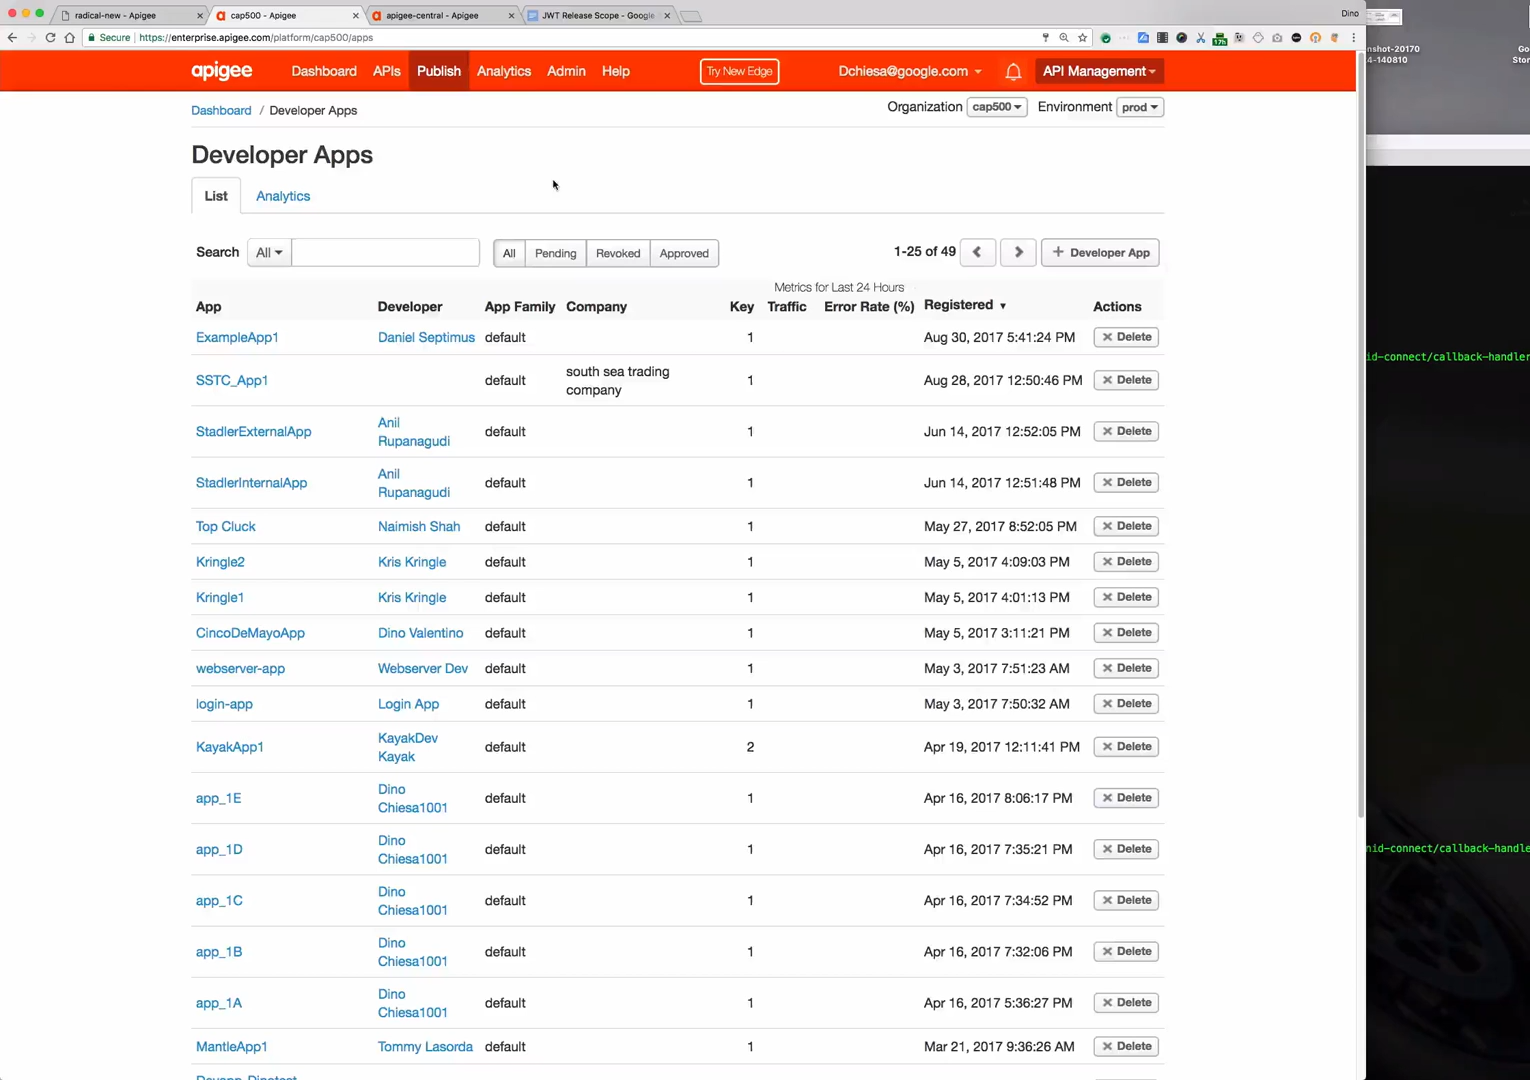 radical-new - Apigee
cap500 - Apigee
apigee-central - Apigee
JWT Release Scope - Google
Dino
Secure
https://enterprise.apigee.com/platform/cap500/apps
17h
nshot-20170
4-140810
Go
Stor
apigee
Dashboard
APIs
Publish
Analytics
Admin
Help
Try New Edge
Dchiesa@google.com
API Management
Dashboard / Developer Apps
Organization cap500 Environment prod
Developer Apps
List
Analytics
Search All
All Pending Revoked Approved
1-25 of 49
+ Developer App
Metrics for Last 24 Hours
App Developer App Family Company Key Traffic Error Rate (%) Registered Actions
ExampleApp1 Daniel Septimus default 1 Aug 30, 2017 5:41:24 PM Delete
SSTC_App1 default south sea trading
company 1 Aug 28, 2017 12:50:46 PM Delete
StadlerExternalApp Anil
Rupanagudi default 1 Jun 14, 2017 12:52:05 PM Delete
StadlerInternalApp Anil
Rupanagudi default 1 Jun 14, 2017 12:51:48 PM Delete
Top Cluck Naimish Shah default 1 May 27, 2017 8:52:05 PM Delete
Kringle2 Kris Kringle default 1 May 5, 2017 4:09:03 PM Delete
Kringle1 Kris Kringle default 1 May 5, 2017 4:01:13 PM Delete
CincoDeMayoApp Dino Valentino default 1 May 5, 2017 3:11:21 PM Delete
webserver-app Webserver Dev default 1 May 3, 2017 7:51:23 AM Delete
login-app Login App default 1 May 3, 2017 7:50:32 AM Delete
KayakApp1 KayakDev
Kayak default 2 Apr 19, 2017 12:11:41 PM Delete
app_1E Dino
Chiesa1001 default 1 Apr 16, 2017 8:06:17 PM Delete
app_1D Dino
Chiesa1001 default 1 Apr 16, 2017 7:35:21 PM Delete
app_1C Dino
Chiesa1001 default 1 Apr 16, 2017 7:34:52 PM Delete
app_1B Dino
Chiesa1001 default 1 Apr 16, 2017 7:32:06 PM Delete
app_1A Dino
Chiesa1001 default 1 Apr 16, 2017 5:36:27 PM Delete
MantleApp1 Tommy Lasorda default 1 Mar 21, 2017 9:36:26 AM Delete
id-connect/callback-handler
nid-connect/callback-handle